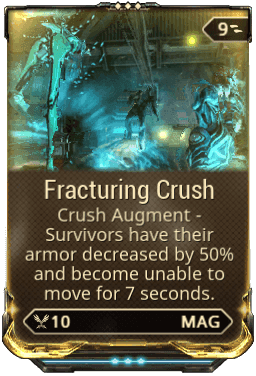 9
Fracturing Crush
Crush Augment -
Survivors have their
armor decreased by 50%
and become unable to
move for 7 seconds.
10 MAG